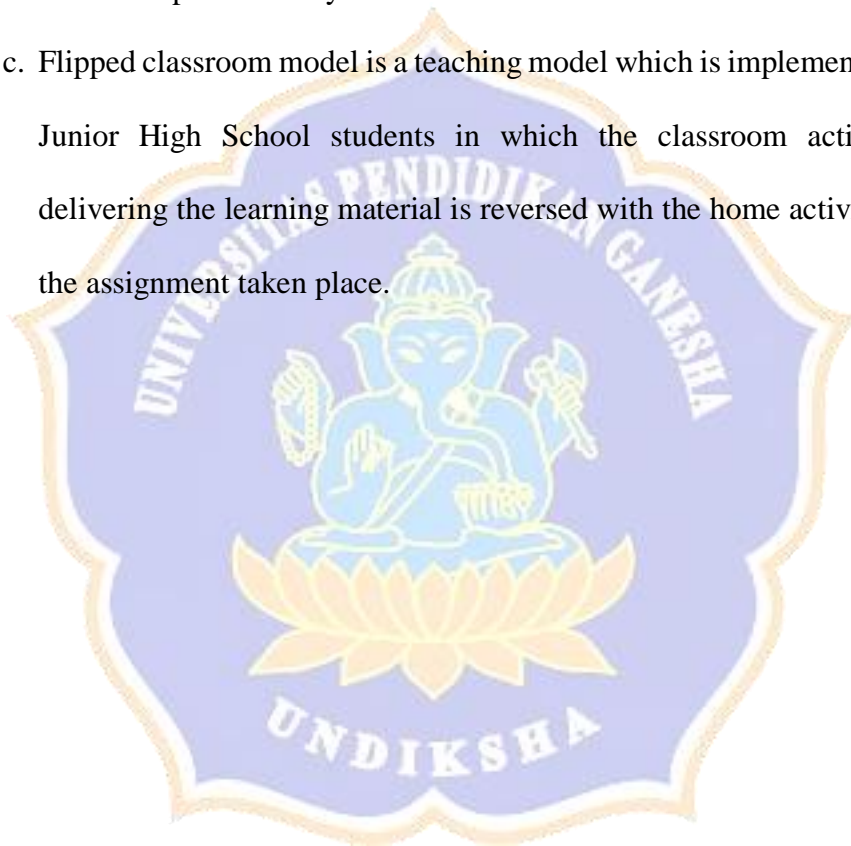 c. Flipped classroom model is a teaching model which is implemen
Junior High School students in which the classroom acti
delivering the learning material is reversed with the home activ
the assignment taken place.
UNIVERSITAS PENDIDIKAN GANESHA
UNDIKSHA